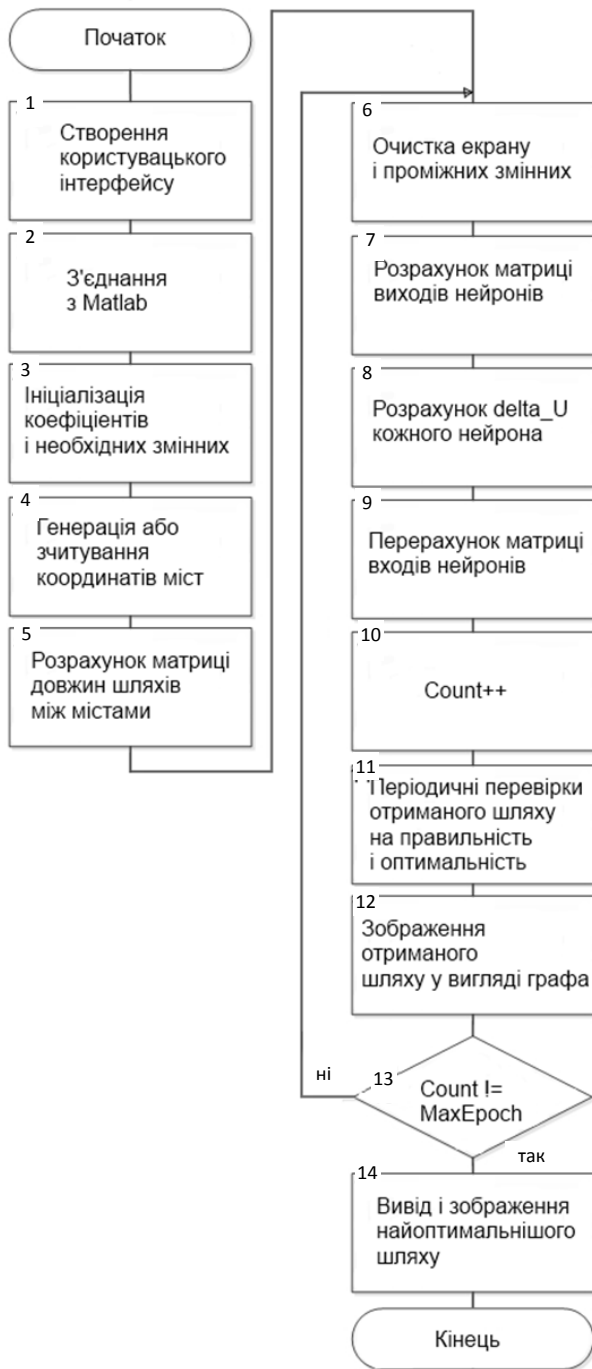 Початок
1
Створення
користувацького
інтерфейсу
2
З'єднання
з Matlab
3
Ініціалізація
коефіціентів
і необхідних змінних
4
Генерація або
зчитування
координатів міст
5
Розрахунок матриці
довжин шляхів
між містами
6
Очистка екрану
і проміжних змінних
7
Розрахунок матриці
виходів нейронів
8
Розрахунок delta_U
кожного нейрона
9
Перерахунок матриці
входів нейронів
10
Count++
11
Періодичні перевірки
отриманого шляху
на правильність
і оптимальність
12
Зображення
отриманого
шляху у вигляді графа
ні
13
Count !=
MaxEpoch
так
14
Вивід і зображення
найоптимальнішого
шляху
Кінець